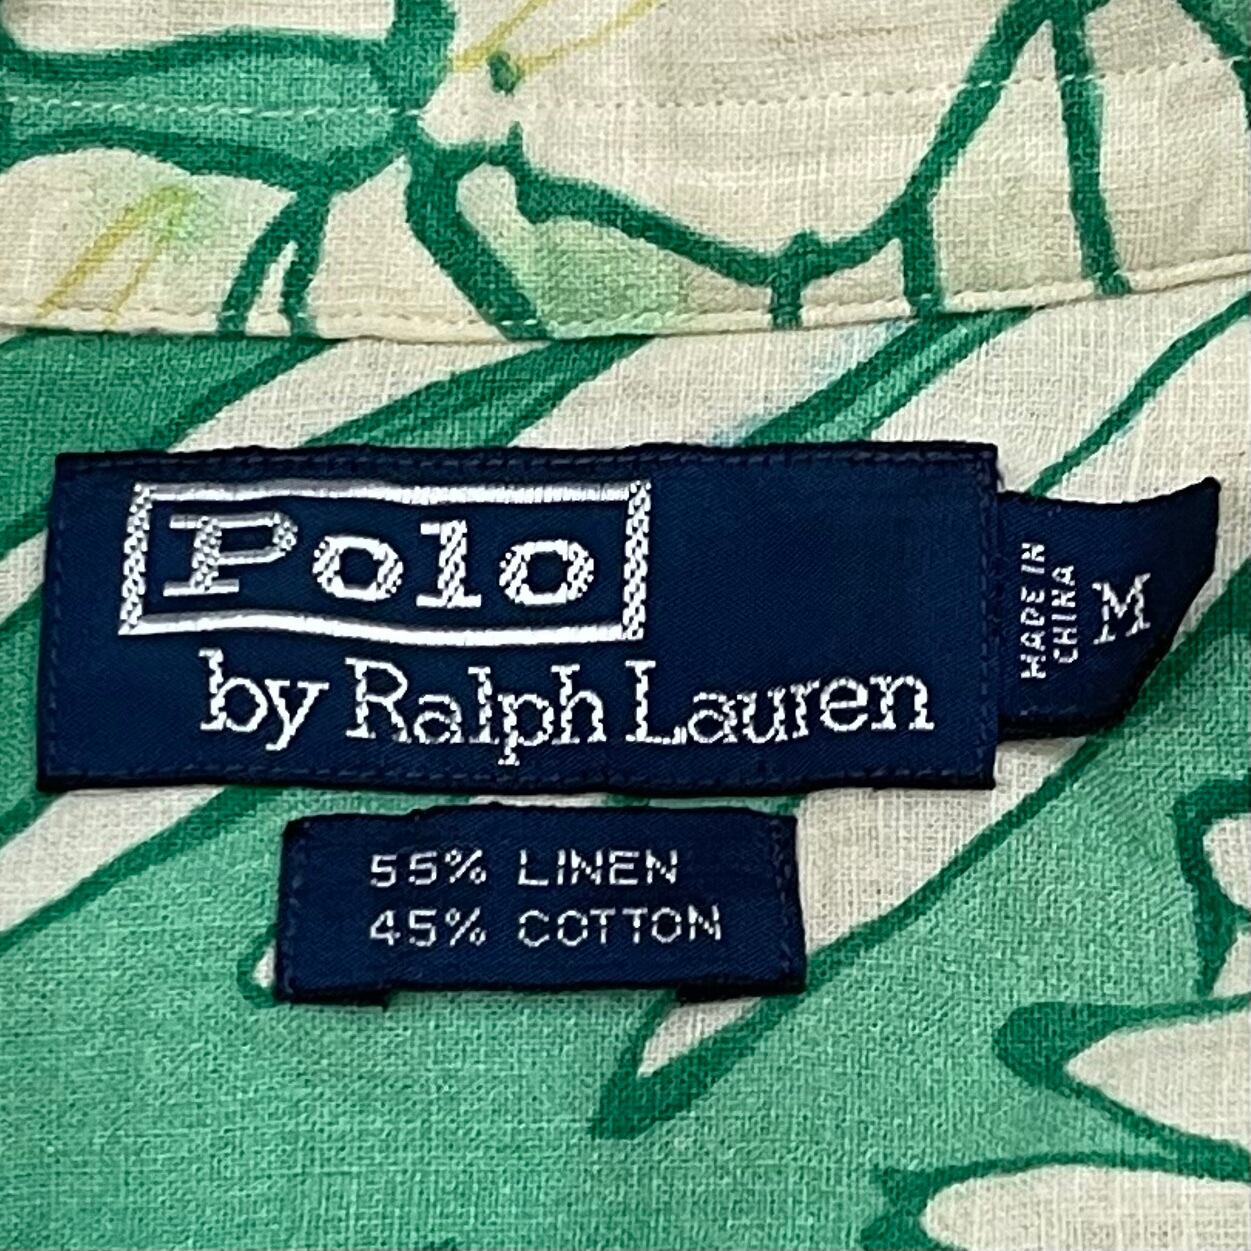 Polo
by Ralph Lauren
MADE IN
CHINA
M
55% LINEN
45% COTTON